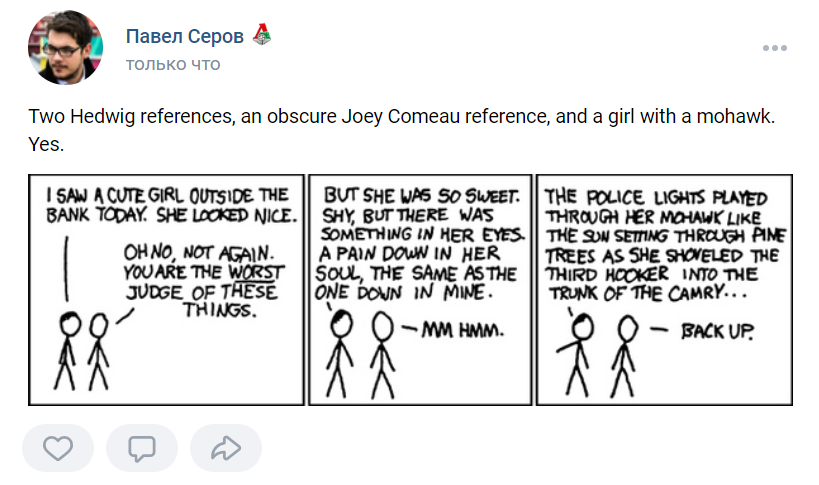 Павел Серов
только что
Two Hedwig references, an obscure Joey Comeau reference, and a girl with a mohawk.
Yes.
I SAW A CUTE GIRL OUTSIDE THE
BANK TODAY. SHE LOOKED NICE.
OH NO, NOT AGAIN.
YOU ARE THE WORST
JUDGE OF THESE
THINGS.
BUT SHE WAS SO SWEET.
SHY, BUT THERE WAS
SOMETHING IN HER EYES.
A PAIN DOWN IN HER
SOUL, THE SAME AS THE
ONE DOWN IN MINE.
MM HMM.
THE POLICE LIGHTS PLAYED
THROUGH HER MOHAWK LIKE
THE SUN SETTING THROUGH PINE
TREES AS SHE SHOVELED THE
THIRD HOOKER INTO THE
TRUNK OF THE CAMRY...
BACK UP.